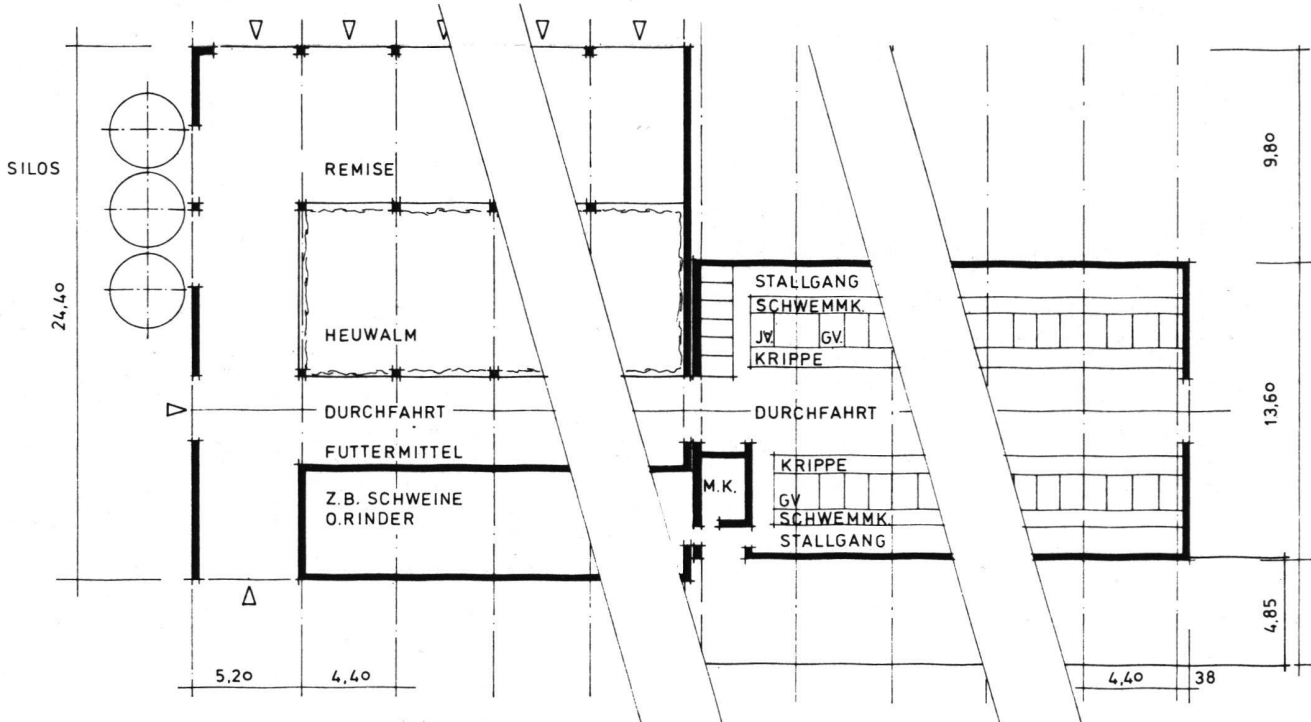 SILOS
24,40
REMISE
HEUWALM
DURCHFAHRT
FUTTERMITTEL
Z.B. SCHWEINE
O.RINDER
5,20
4,40
STALLGANG
SCHWEMMK.
JV. GV.
KRIPPE
DURCHFAHRT
M.K.
KRIPPE
GV
SCHWEMMK.
STALLGANG
9,80
13,60
4,85
4,40
38